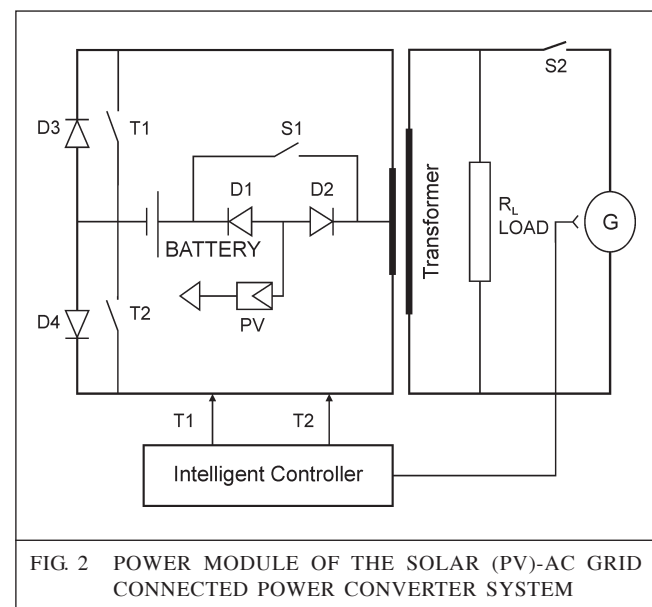 S2
D3
T1
S1
D1
D2
BATTERY
Transformer
R_L
LOAD
G
D4
T2
PV
T1
T2
Intelligent Controller
FIG. 2 POWER MODULE OF THE SOLAR (PV)-AC GRID
CONNECTED POWER CONVERTER SYSTEM